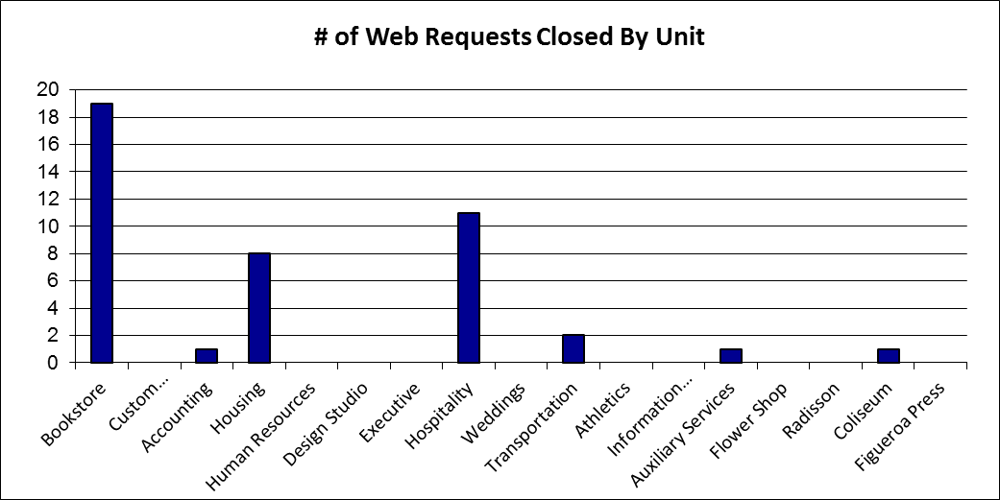 # of Web Requests Closed By Unit
20
18
16
14
12
10
8
6
4
2
0
Bookstore
Custom...
Accounting
Housing
Human Resources
Design Studio
Executive
Hospitality
Weddings
Transportation
Athletics
Information...
Auxiliary Services
Flower Shop
Radisson
Coliseum
Figueroa Press